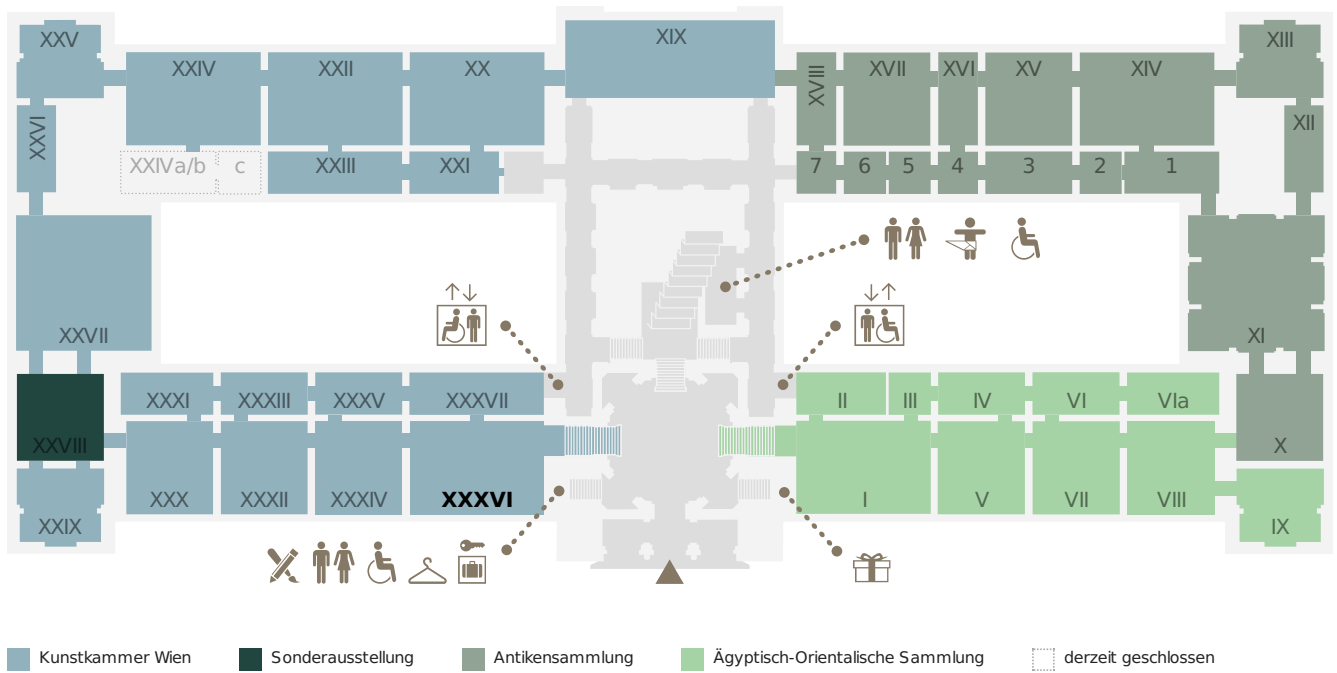 XXV
XXIV
XXII
XX
XIX
XVIII
XVII
XVI
XV
XIV
XIII
XXVI
XXIVa/b
c
XXIII
XXI
7
6
5
4
3
2
1
XII
XXVII
XI
XXVIII
XXXI
XXXIII
XXXV
XXXVII
II
III
IV
VI
VIa
X
XXIX
XXX
XXXII
XXXIV
XXXVI
I
V
VII
VIII
IX
Kunstkammer Wien
Sonderausstellung
Antikensammlung
Ägyptisch-Orientalische Sammlung
derzeit geschlossen